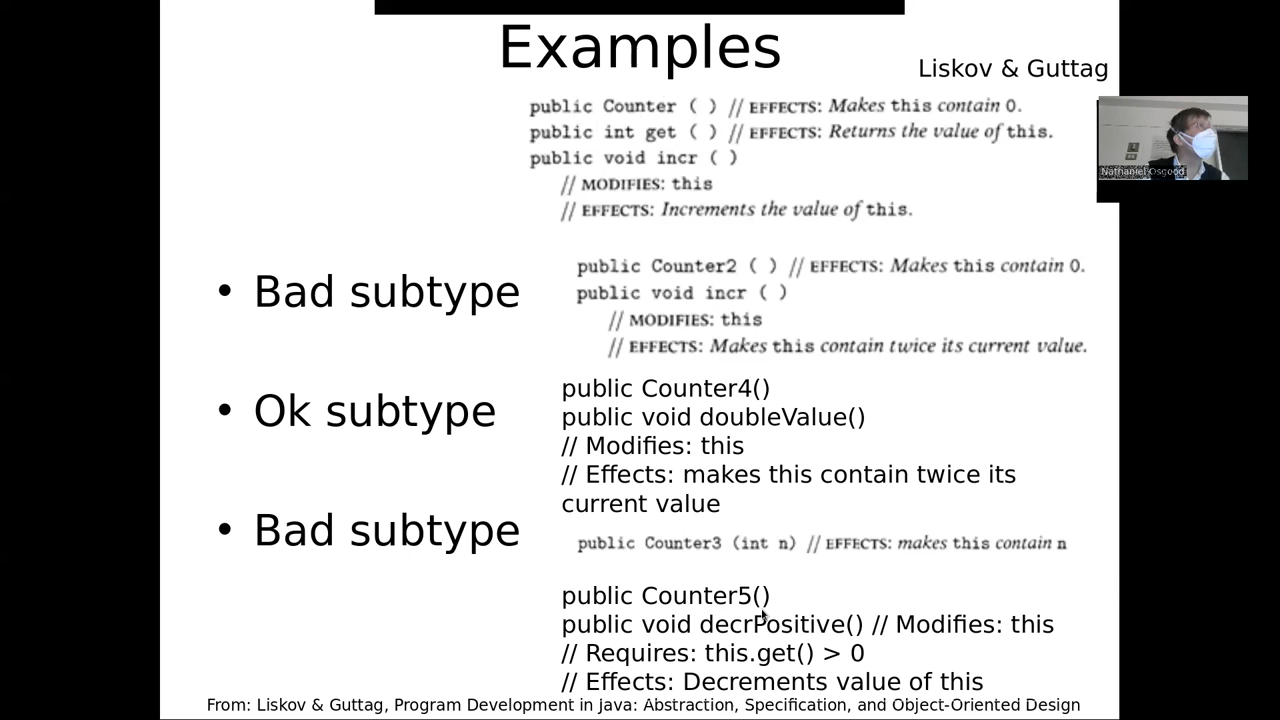 Examples
Liskov & Guttag
public Counter ( ) // EFFECTS: Makes this contain 0.
public int get ( ) // EFFECTS: Returns the value of this.
public void incr ( )
// MODIFIES: this
// EFFECTS: Increments the value of this.
• Bad subtype
public Counter2 ( ) // EFFECTS: Makes this contain 0.
public void incr ( )
// MODIFIES: this
// EFFECTS: Makes this contain twice its current value.
• Ok subtype
public Counter4()
public void doubleValue()
// Modifies: this
// Effects: makes this contain twice its
current value
• Bad subtype
public Counter3 (int n) // EFFECTS: makes this contain n
public Counter5()
public void decrPositive() // Modifies: this
// Requires: this.get() > 0
// Effects: Decrements value of this
From: Liskov & Guttag, Program Development in java: Abstraction, Specification, and Object-Oriented Design
Nathaniel Osgood